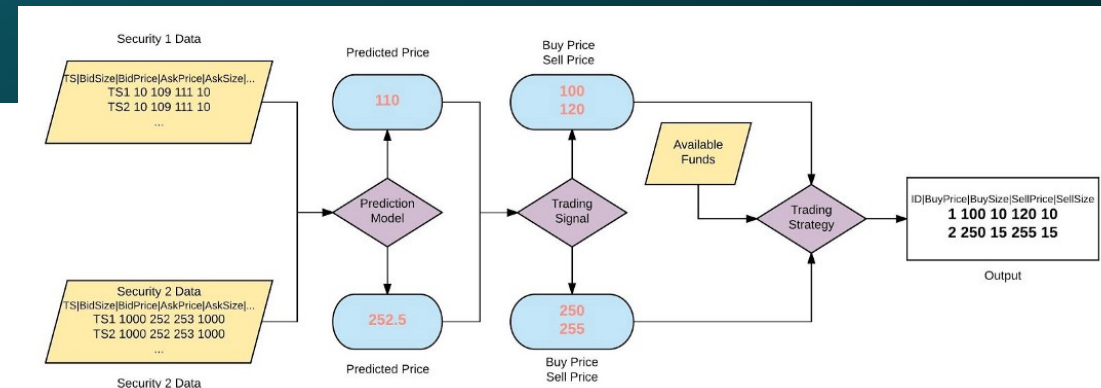 Security 1 Data
TS|BidSize|BidPrice|AskPrice|AskSize|...
TS1 10 109 111 10
TS2 10 109 111 10
...
Predicted Price
110
Buy Price
Sell Price
100
120
Available
Funds
Prediction
Model
Trading
Signal
Trading
Strategy
ID|BuyPrice|BuySize|SellPrice|SellSize
1 100 10 120 10
2 250 15 255 15
Output
Security 2 Data
TS|BidSize|BidPrice|AskPrice|AskSize|...
TS1 1000 252 253 1000
TS2 1000 252 253 1000
...
Security 2 Data
252.5
Predicted Price
250
255
Buy Price
Sell Price